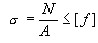 σ = N/A ≤ [f]